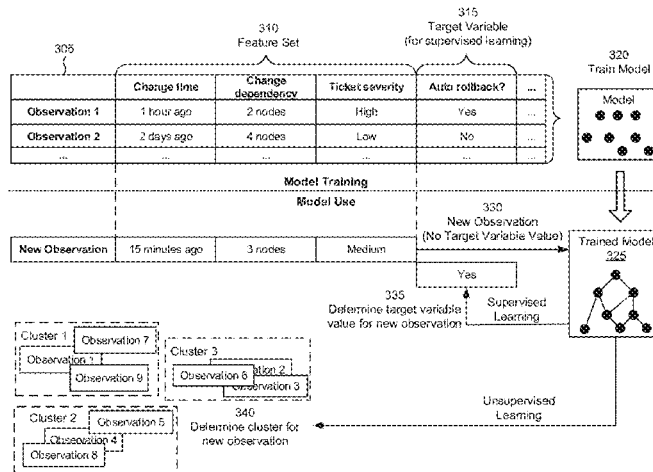 305
310
Feature Set
315
Target Variable
(for supervised learning)
320
Train Model
Change time
Change dependency
Ticket severity
Auto rollback?
...
Observation 1
1 hour ago
2 nodes
High
Yes
...
Observation 2
2 days ago
4 nodes
Low
No
...
...
...
...
...
...
Model
Model Training
Model Use
330
New Observation
(No Target Variable Value)
New Observation
15 minutes ago
3 nodes
Medium
Trained Model
325
Yes
335
Determine target variable
value for new observation
Supervised
Learning
Cluster 1
Observation 7
Observation 1
Observation 9
Cluster 3
Observation 2
Observation 6
Observation 3
Unsupervised
Learning
340
Determine cluster for
new observation
Cluster 2
Observation 5
Observation 4
Observation 8